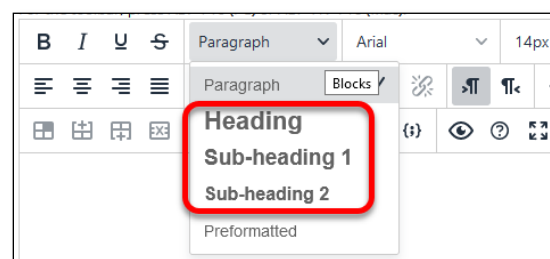 B I U S Paragraph Arial 14px
Paragraph Blocks
Heading
{;}
Sub-heading 1
Sub-heading 2
Preformatted